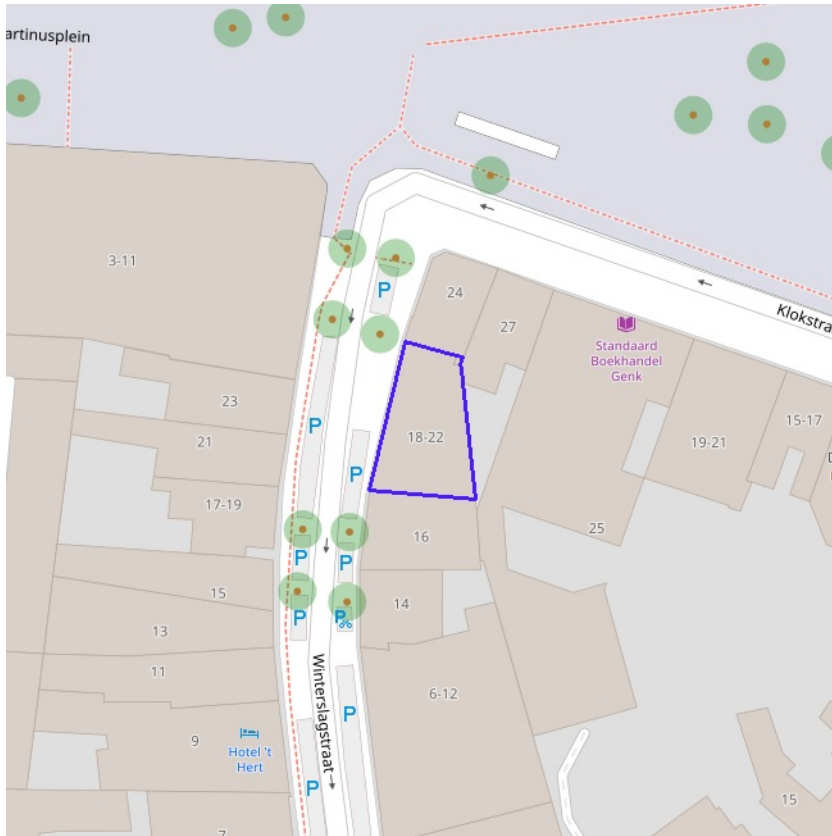 artinusplein
3-11
24
27
Klokstra
Standaard
Boekhandel
Genk
P
23
18-22
19-21
15-17
P
21
P
17-19
16
25
P
P
15
14
P
P
13
11
6-12
Winterslagstraat
P
9
Hotel 't
Hert
P
15
7